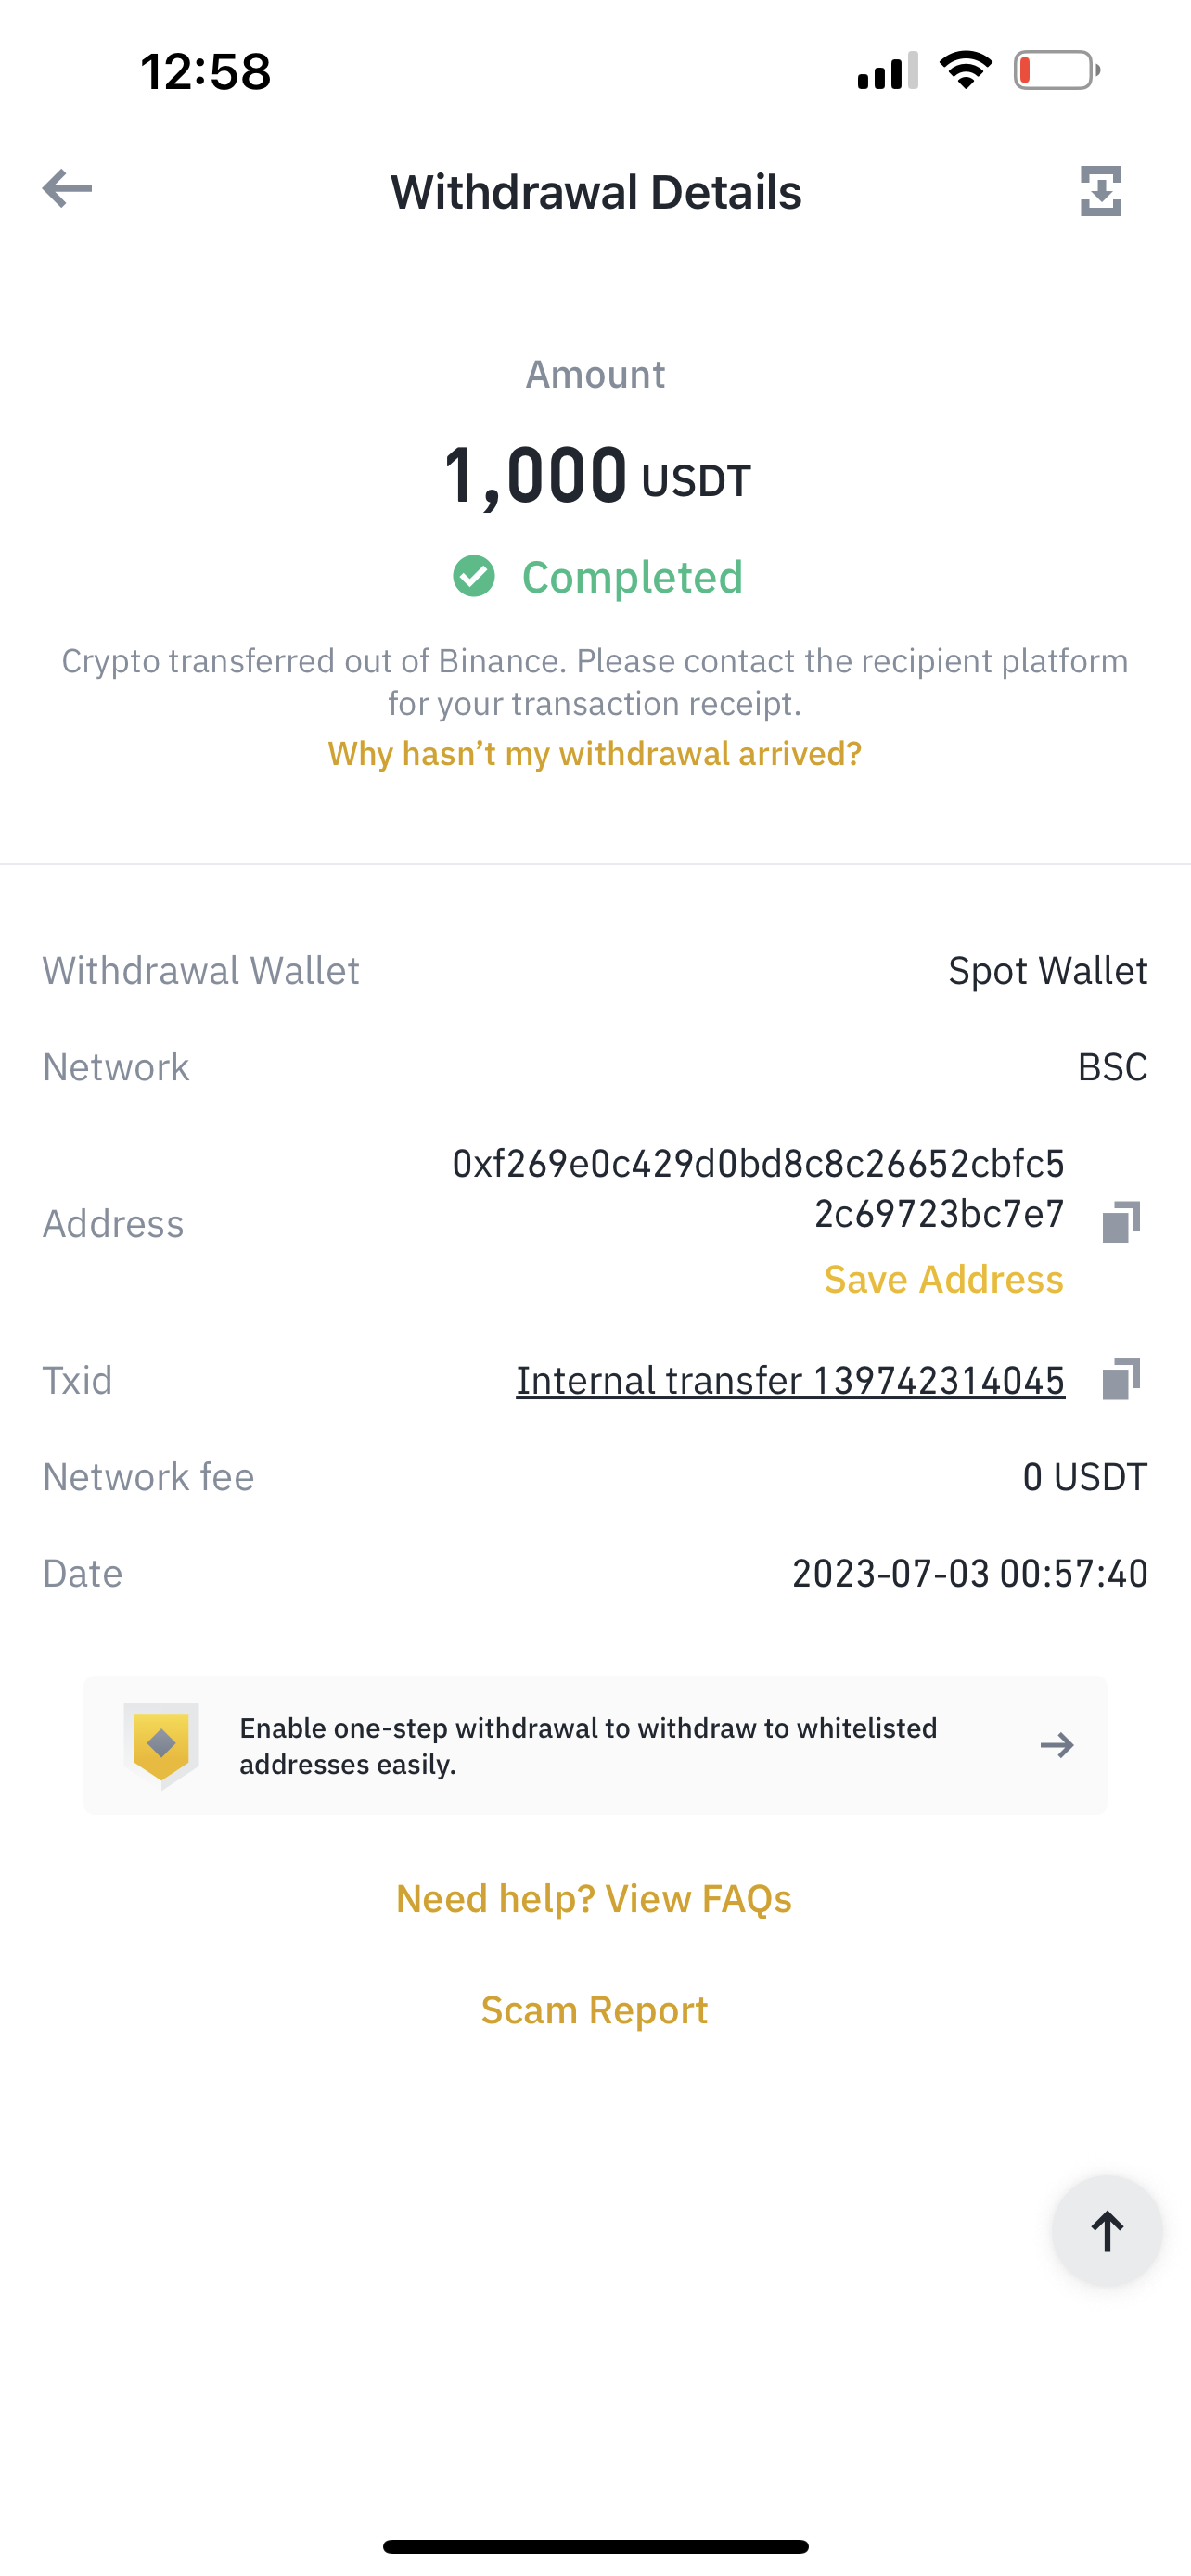 12:58
Withdrawal Details
Amount
1,000 USDT
Completed
Crypto transferred out of Binance. Please contact the recipient platform
for your transaction receipt.
Why hasn’t my withdrawal arrived?
Withdrawal Wallet Spot Wallet
Network BSC
Address 0xf269e0c429d0bd8c8c26652cbfc5
2c69723bc7e7
Save Address
Txid Internal transfer 139742314045
Network fee 0 USDT
Date 2023-07-03 00:57:40
Enable one-step withdrawal to withdraw to whitelisted
addresses easily.
Need help? View FAQs
Scam Report